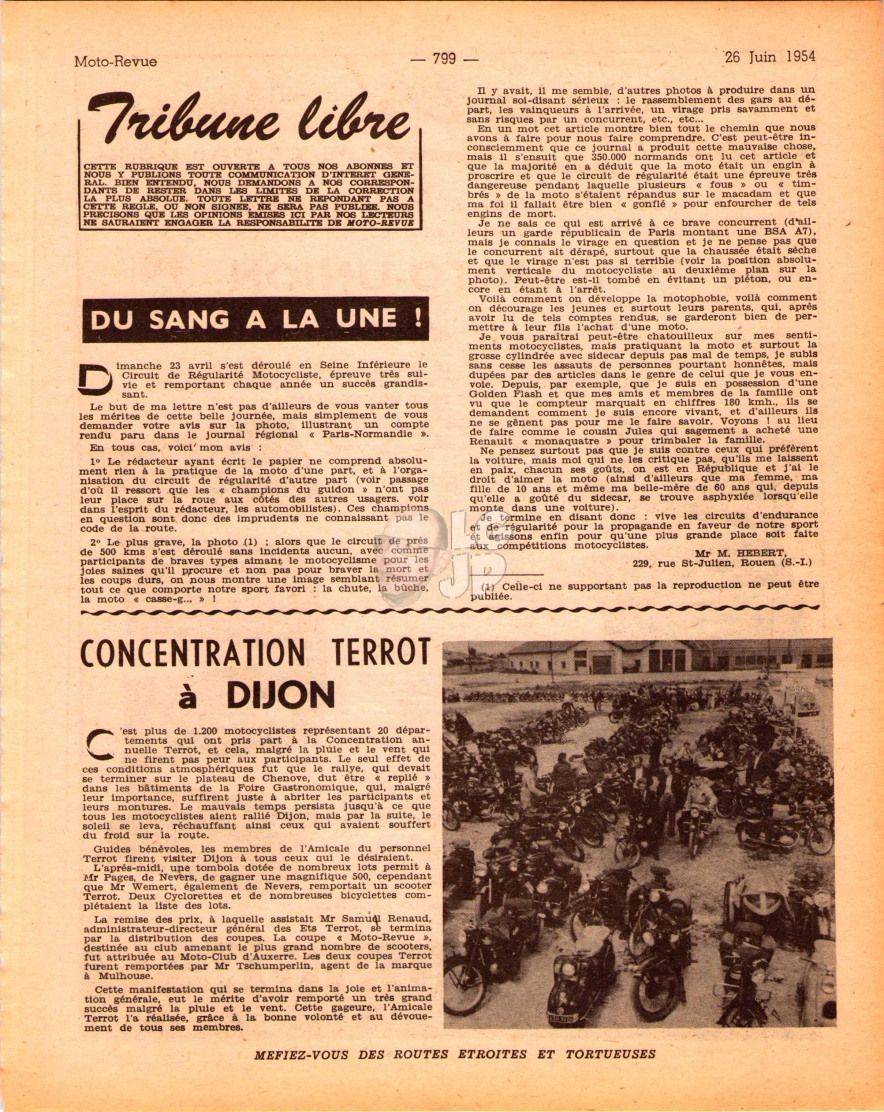 Moto-Revue
— 799 —
26 Juin 1954
Tribune libre
CETTE RUBRIQUE EST OUVERTE A TOUS NOS ABONNES ET
NOUS Y PUBLIONS TOUTE COMMUNICATION D'INTERET GENE-
RAL. BIEN ENTENDU, NOUS DEMANDONS A NOS CORRESPON-
DANTS DE RESTER DANS LES LIMITES DE LA CORRECTION
LA PLUS ABSOLUE. TOUTE LETTRE NE REPONDANT PAS A
CETTE REGLE, OU NON SIGNEE, NE SERA PAS PUBLIEE. NOUS
PRECISONS QUE LES OPINIONS EMISES ICI PAR NOS LECTEURS
NE SAURAIENT ENGAGER LA RESPONSABILITE DE MOTO-REVUE
DU SANG A LA UNE !
Dimanche 23 avril s'est déroulé en Seine Inférieure le
Circuit de Régularité Motocycliste, épreuve très sui-
vie et remportant chaque année un succès grandis-
sant.
Le but de ma lettre n'est pas d'ailleurs de vous vanter tous
les mérites de cette belle journée, mais simplement de vous
demander votre avis sur la photo, illustrant un compte
rendu paru dans le journal régional « Paris-Normandie ».
En tous cas, voici mon avis :
1° Le rédacteur ayant écrit le papier ne comprend absolu-
ment rien à la pratique de la moto d'une part, et à l'orga-
nisation du circuit de régularité d'autre part (voir passage
d'où il ressort que les « champions du guidon » n'ont pas
leur place sur la roue aux côtés des autres usagers. voir
dans l'esprit du rédacteur, les automobilistes). Ces champions
en question sont donc des imprudents ne connaissant pas le
code de la route.
2° Le plus grave, la photo (1) ; alors que le circuit de près
de 500 kms s'est déroulé sans incidents aucun, avec comme
participants de braves types aimant le motocyclisme pour les
joies saines qu'il procure et non pas pour braver la mort et
les coups durs, on nous montre une image semblant résumer
tout ce que comporte notre sport favori : la chute, la bûche,
la moto « casse-g... » !
Il y avait, il me semble, d'autres photos à produire dans un
journal soi-disant sérieux : le rassemblement des gars au dé-
part, les vainqueurs à l'arrivée, un virage pris savamment et
sans risques par un concurrent, etc., etc...
En un mot cet article montre bien tout le chemin que nous
avons à faire pour nous faire comprendre. C'est peut-être in-
consciemment que ce journal a produit cette mauvaise chose,
mais il s'ensuit que 350.000 normands ont lu cet article et
que la majorité en a déduit que la moto était un engin à
proscrire et que le circuit de régularité était une épreuve très
dangereuse pendant laquelle plusieurs « fous » ou « tim-
brés » de la moto s'étaient répandus sur le macadam et que
ma foi il fallait être bien « gonflé » pour enfourcher de tels
engins de mort.
Je ne sais ce qui est arrivé à ce brave concurrent (d'ail-
leurs un garde républicain de Paris montant une BSA A7),
mais je connais le virage en question et je ne pense pas que
le concurrent ait dérapé, surtout que la chaussée était sèche
et que le virage n'est pas si terrible (voir la position absolu-
ment verticale du motocycliste au deuxième plan sur la
photo). Peut-être est-il tombé en évitant un piéton, ou en-
core en étant à l'arrêt.
Voilà comment on développe la motophobie, voilà comment
on décourage les jeunes et surtout leurs parents, qui, après
avoir lu de tels comptes rendus, se garderont bien de per-
mettre à leur fils l'achat d'une moto.
Je vous paraîtrai peut-être chatouilleux sur mes senti-
ments motocyclistes, mais pratiquant la moto et surtout la
grosse cylindrée avec sidecar depuis pas mal de temps, je subis
sans cesse les assauts de personnes pourtant honnêtes, mais
dupées par des articles dans le genre de celui que je vous en-
voie. Depuis, par exemple, que je suis en possession d'une
Golden Flash et que mes amis et membres de la famille ont
vu que le compteur marquait en chiffres 180 kmh., ils se
demandent comment je suis encore vivant, et d'ailleurs ils
ne se gênent pas pour me le faire savoir. Voyons ! au lieu
de faire comme le cousin Jules qui sagement a acheté une
Renault « monaquatre » pour trimbaler la famille.
Ne pensez surtout pas que je suis contre ceux qui préfèrent
la voiture, mais moi qui ne les critique pas, qu'ils me laissent
en paix, chacun ses goûts, on est en République et j'ai le
droit d'aimer la moto (ainsi d'ailleurs que ma femme, ma
fille de 10 ans et même ma belle-mère de 60 ans qui, depuis
qu'elle a goûté du sidecar, se trouve asphyxiée lorsqu'elle
monte dans une voiture).
Je termine en disant donc : vive les circuits d'endurance
et de régularité pour la propagande en faveur de notre sport
et agissons enfin pour qu'une plus grande place soit faite
aux compétitions motocyclistes.
Mr M. HEBERT,
229, rue St-Julien, Rouen (S.-I.)
(1) Celle-ci ne supportant pas la reproduction ne peut être
publiée.
CONCENTRATION TERROT
à DIJON
C'est plus de 1.200 motocyclistes représentant 20 dépar-
tements qui ont pris part à la Concentration an-
nuelle Terrot, et cela, malgré la pluie et le vent qui
ne firent pas peur aux participants. Le seul effet de
ces conditions atmosphériques fut que le rallye, qui devait
se terminer sur le plateau de Chenove, dut être « replié »
dans les bâtiments de la Foire Gastronomique, qui, malgré
leur importance, suffirent juste à abriter les participants et
leurs montures. Le mauvais temps persista jusqu'à ce que
tous les motocyclistes aient rallié Dijon, mais par la suite, le
soleil se leva, réchauffant ainsi ceux qui avaient souffert
du froid sur la route.
Guides bénévoles, les membres de l'Amicale du personnel
Terrot firent visiter Dijon à tous ceux qui le désiraient.
L'après-midi, une tombola dotée de nombreux lots permit à
Mr Pages, de Nevers, de gagner une magnifique 500, cependant
que Mr Wemert, également de Nevers, remportait un scooter
Terrot. Deux Cyclorettes et de nombreuses bicyclettes com-
plétaient la liste des lots.
La remise des prix, à laquelle assistait Mr Samuel Renaud,
administrateur-directeur général des Ets Terrot, se termina
par la distribution des coupes. La coupe « Moto-Revue »,
destinée au club amenant le plus grand nombre de scooters,
fut attribuée au Moto-Club d'Auxerre. Les deux coupes Terrot
furent remportées par Mr Tschumperlin, agent de la marque
à Mulhouse.
Cette manifestation qui se termina dans la joie et l'anima-
tion générale, eut le mérite d'avoir remporté un très grand
succès malgré la pluie et le vent. Cette gageure, l'Amicale
Terrot l'a réalisée, grâce à la bonne volonté et au dévoue-
ment de tous ses membres.
MEFIEZ-VOUS DES ROUTES ETROITES ET TORTUEUSES